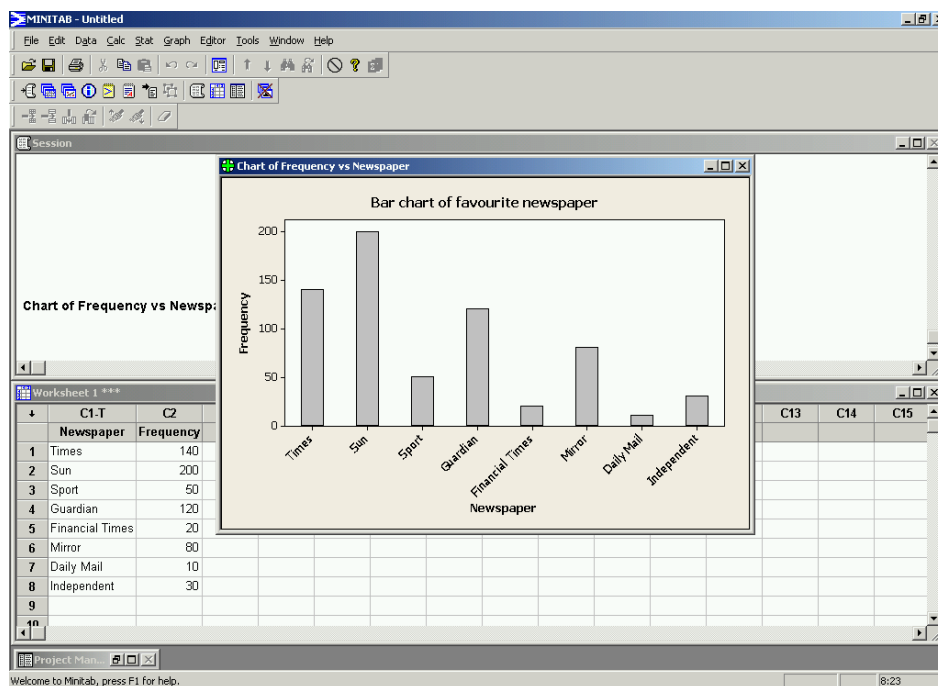 MINITAB - Untitled
File Edit Data Calc Stat Graph Editor Tools Window Help
Session
Chart of Frequency vs Newspa
Chart of Frequency vs Newspaper
Bar chart of favourite newspaper
Frequency
200
150
100
50
0
Times Sun Sport Guardian Financial Times Mirror Daily Mail Independent
Newspaper
Worksheet 1 ***
C1-T C2 C13 C14 C15
Newspaper Frequency
1 Times 140
2 Sun 200
3 Sport 50
4 Guardian 120
5 Financial Times 20
6 Mirror 80
7 Daily Mail 10
8 Independent 30
9
10
Project Man...
Welcome to Minitab, press F1 for help. 8:23